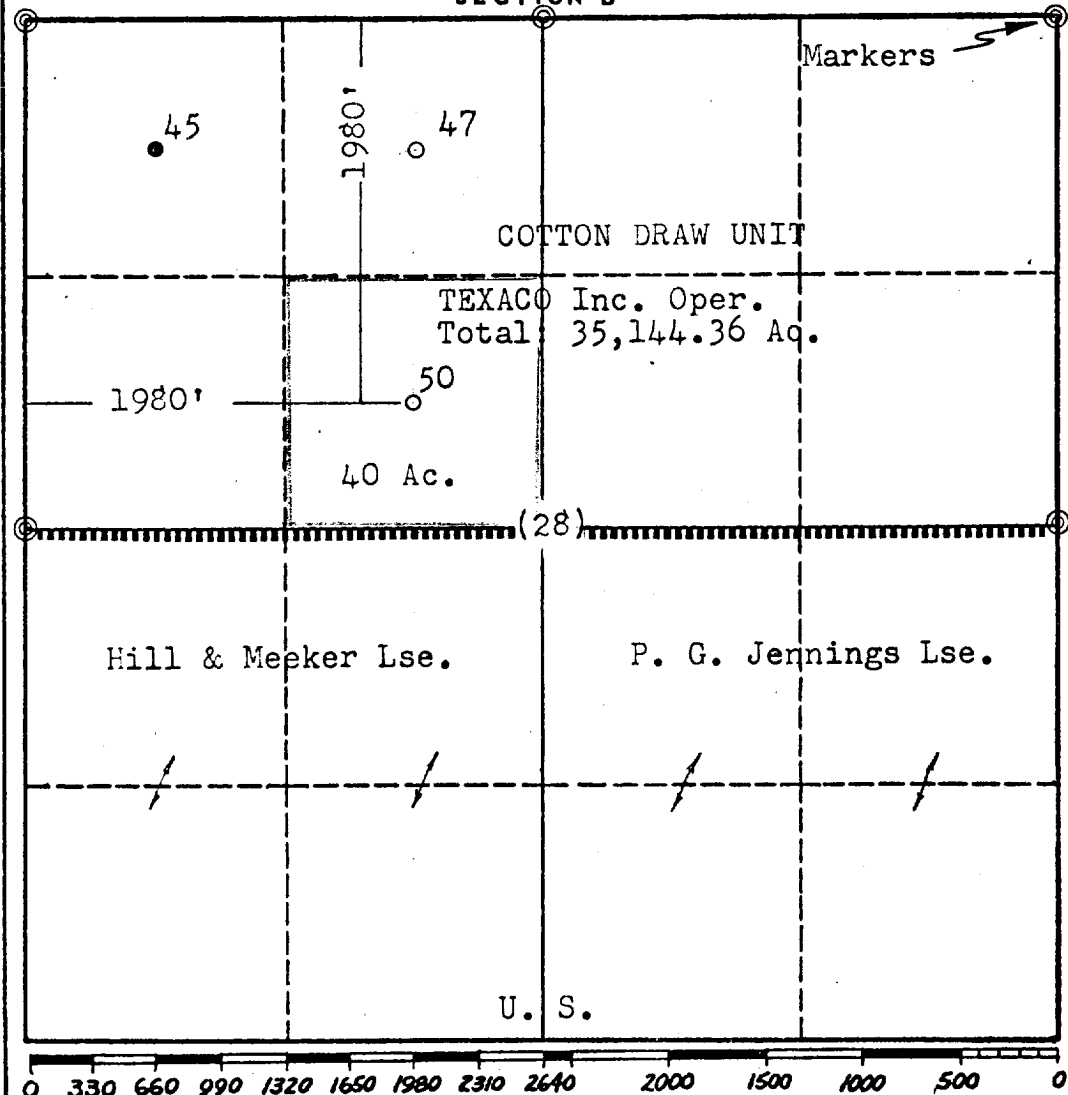 Markers
45
47
1980'
COTTON DRAW UNIT
TEXACO Inc. Oper.
Total 35,144.36 Ac.
50
1980'
40 Ac.
(28)
Hill & Meeker Lse.
P. G. Jennings Lse.
U. S.
0 330 660 990 1320 1650 1980 2310 2640 2000 1500 1000 500 0